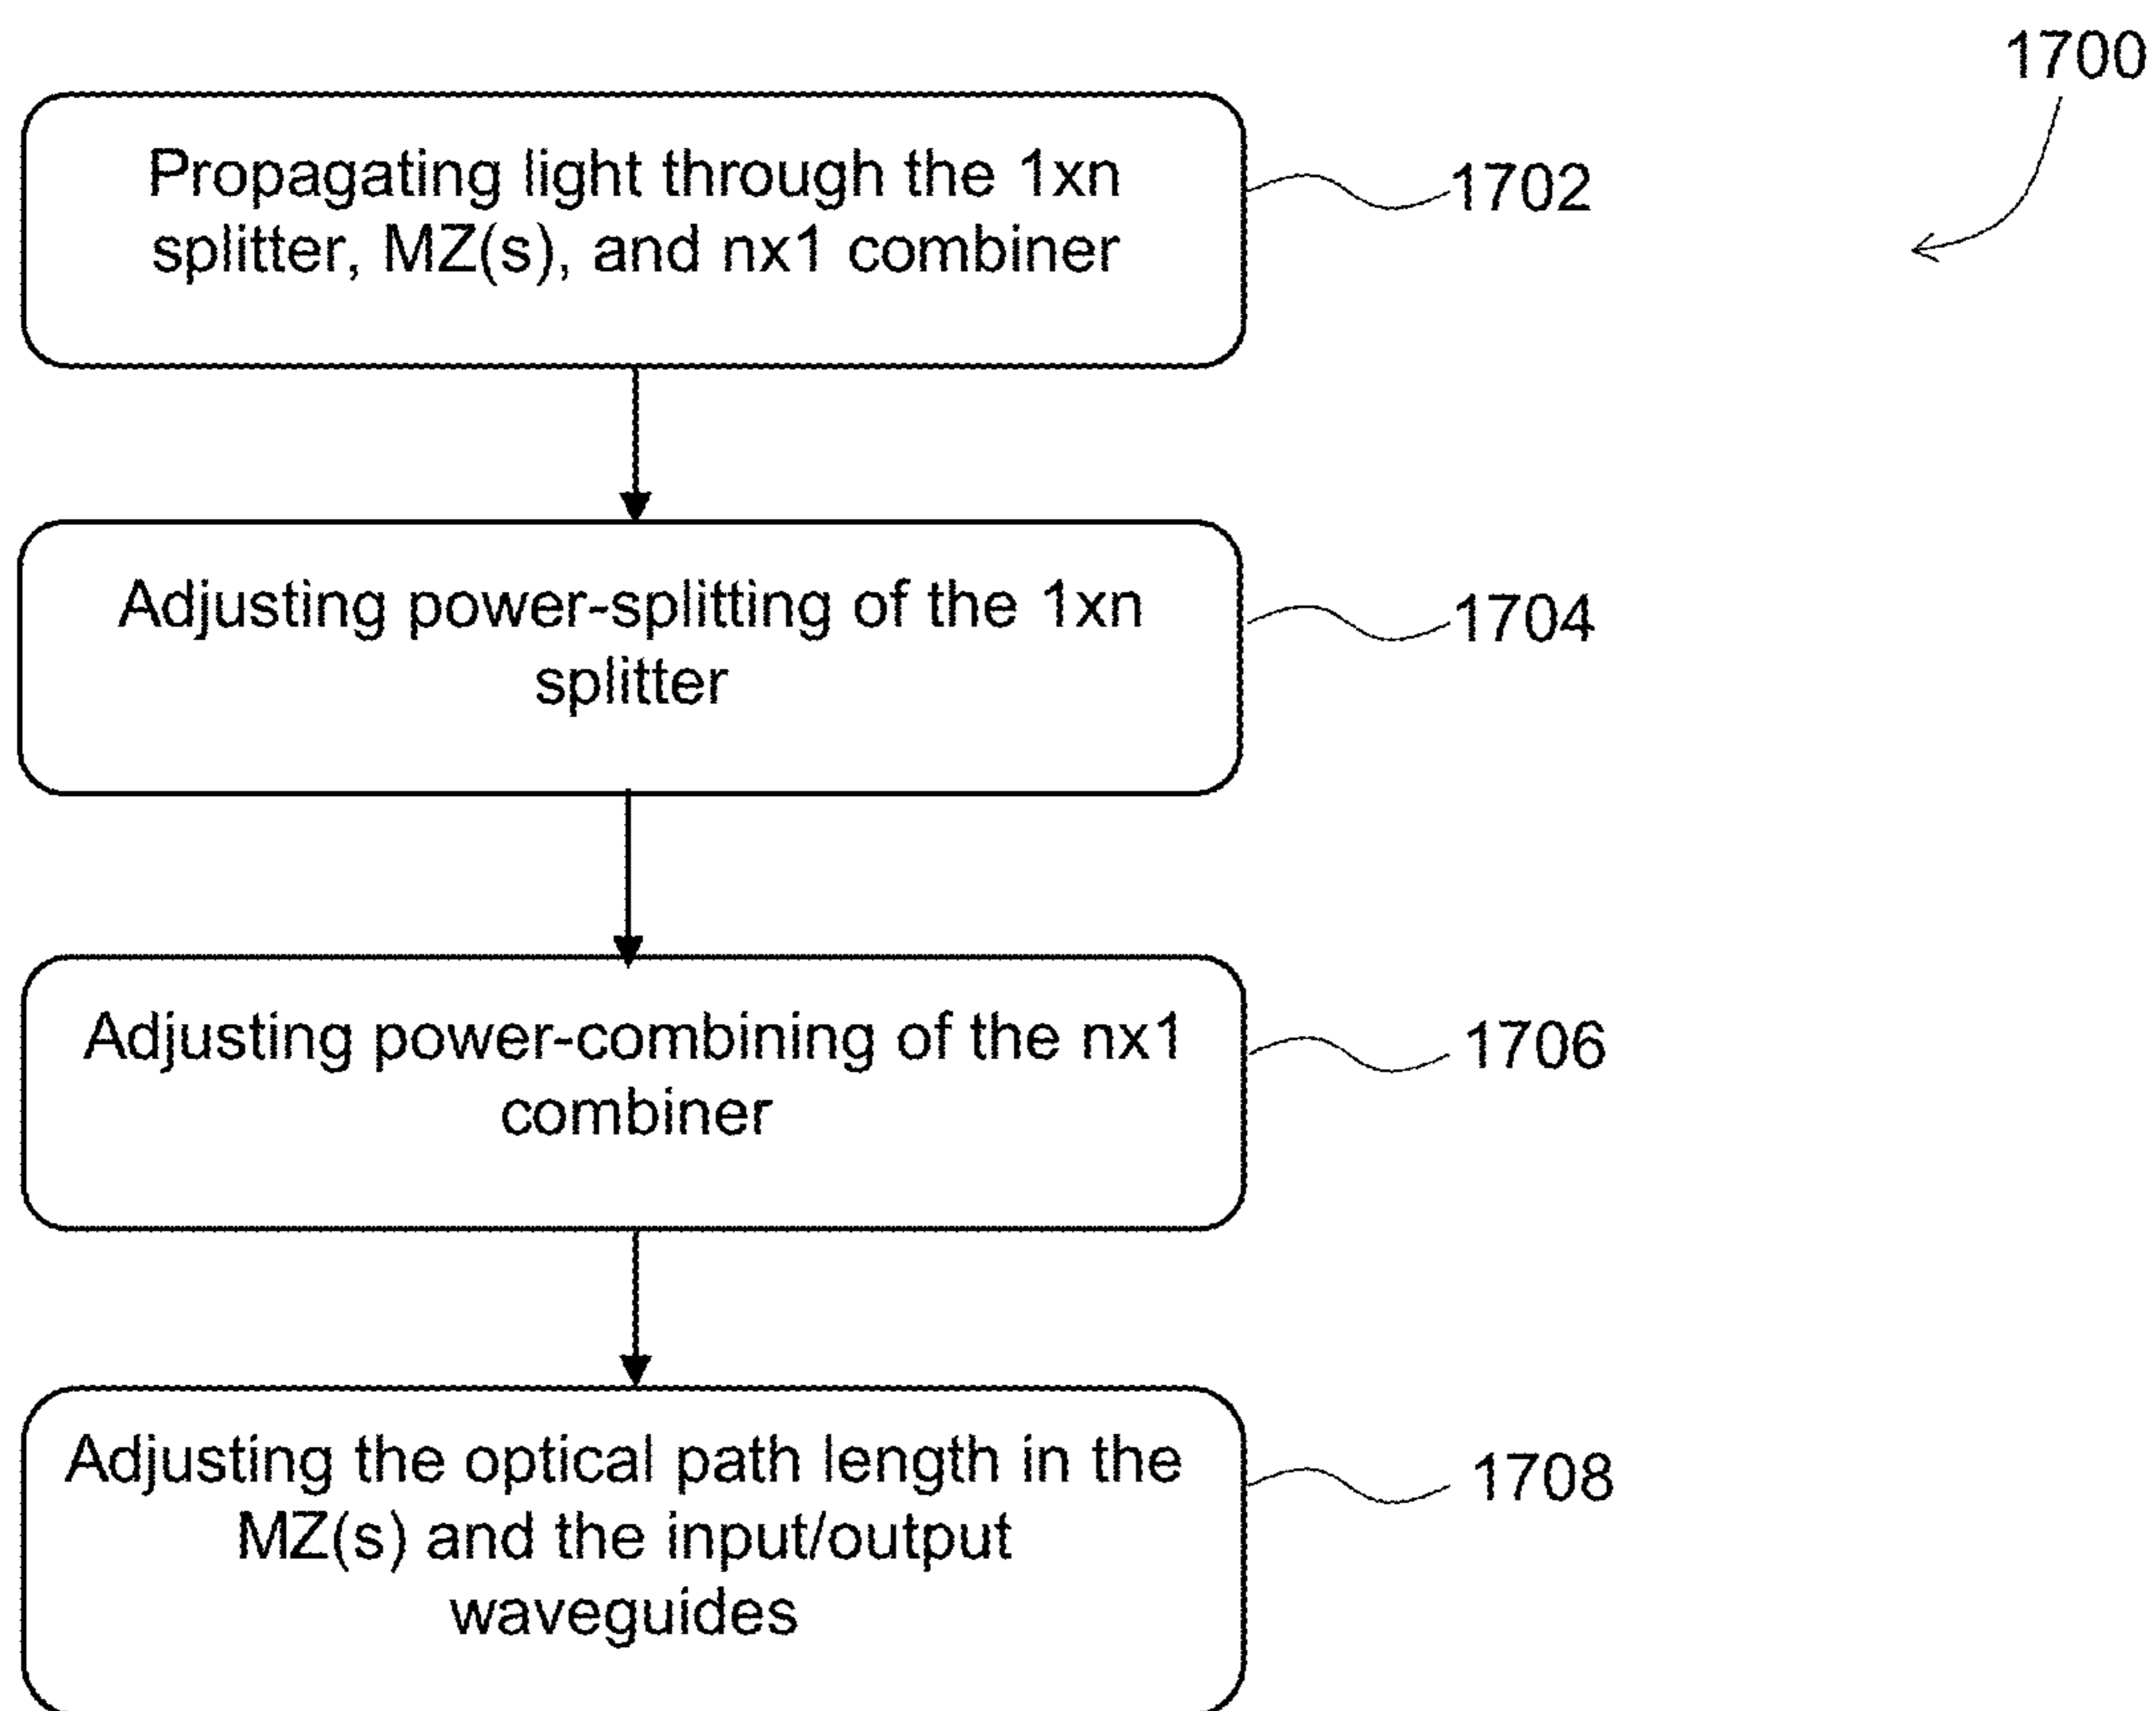 1700
Propagating light through the 1xn
splitter, MZ(s), and nx1 combiner
1702
Adjusting power-splitting of the 1xn
splitter
1704
Adjusting power-combining of the nx1
combiner
1706
Adjusting the optical path length in the
MZ(s) and the input/output
waveguides
1708